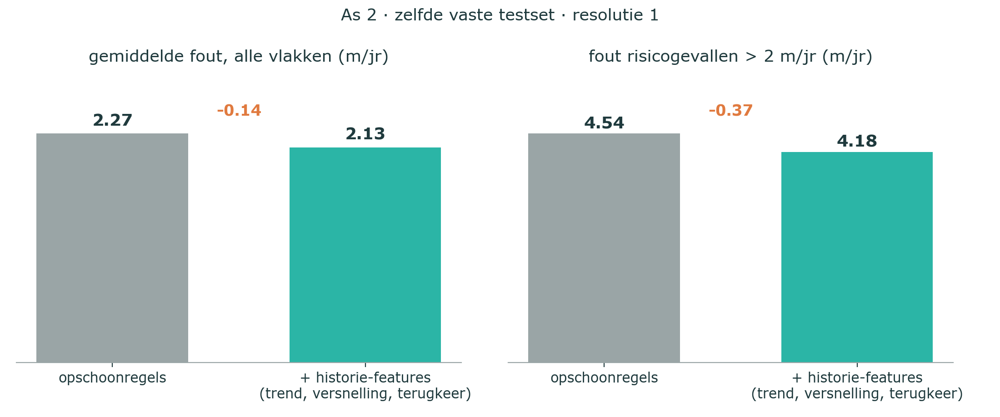 As 2 · zelfde vaste testset · resolutie 1
gemiddelde fout, alle vlakken (m/jr)
2.27
-0.14
2.13
opschoonregels
+ historie-features
(trend, versnelling, terugkeer)
fout risicogevallen > 2 m/jr (m/jr)
4.54
-0.37
4.18
opschoonregels
+ historie-features
(trend, versnelling, terugkeer)